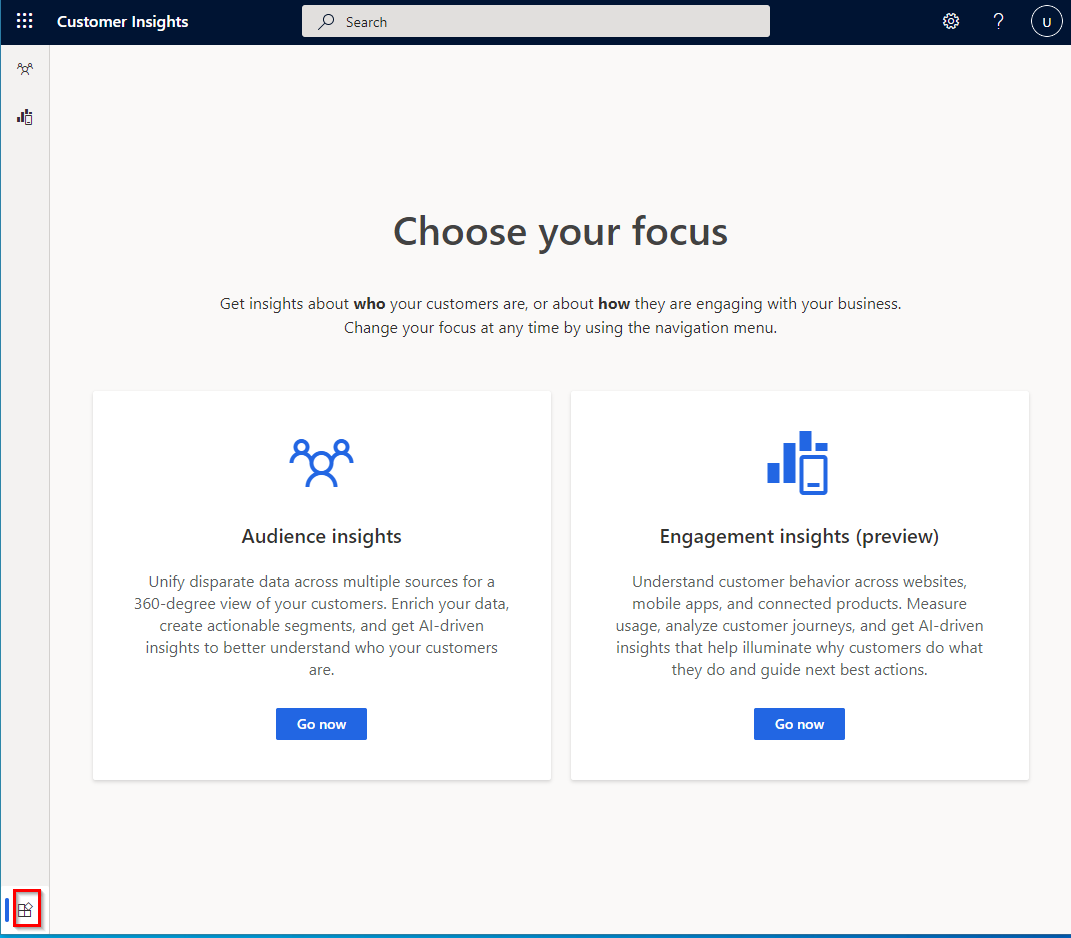 Customer Insights
Search
?
U
Choose your focus
Get insights about who your customers are, or about how they are engaging with your business.
Change your focus at any time by using the navigation menu.
Audience insights
Unify disparate data across multiple sources for a
360-degree view of your customers. Enrich your data,
create actionable segments, and get AI-driven
insights to better understand who your customers
are.
Go now
Engagement insights (preview)
Understand customer behavior across websites,
mobile apps, and connected products. Measure
usage, analyze customer journeys, and get AI-driven
insights that help illuminate why customers do what
they do and guide next best actions.
Go now